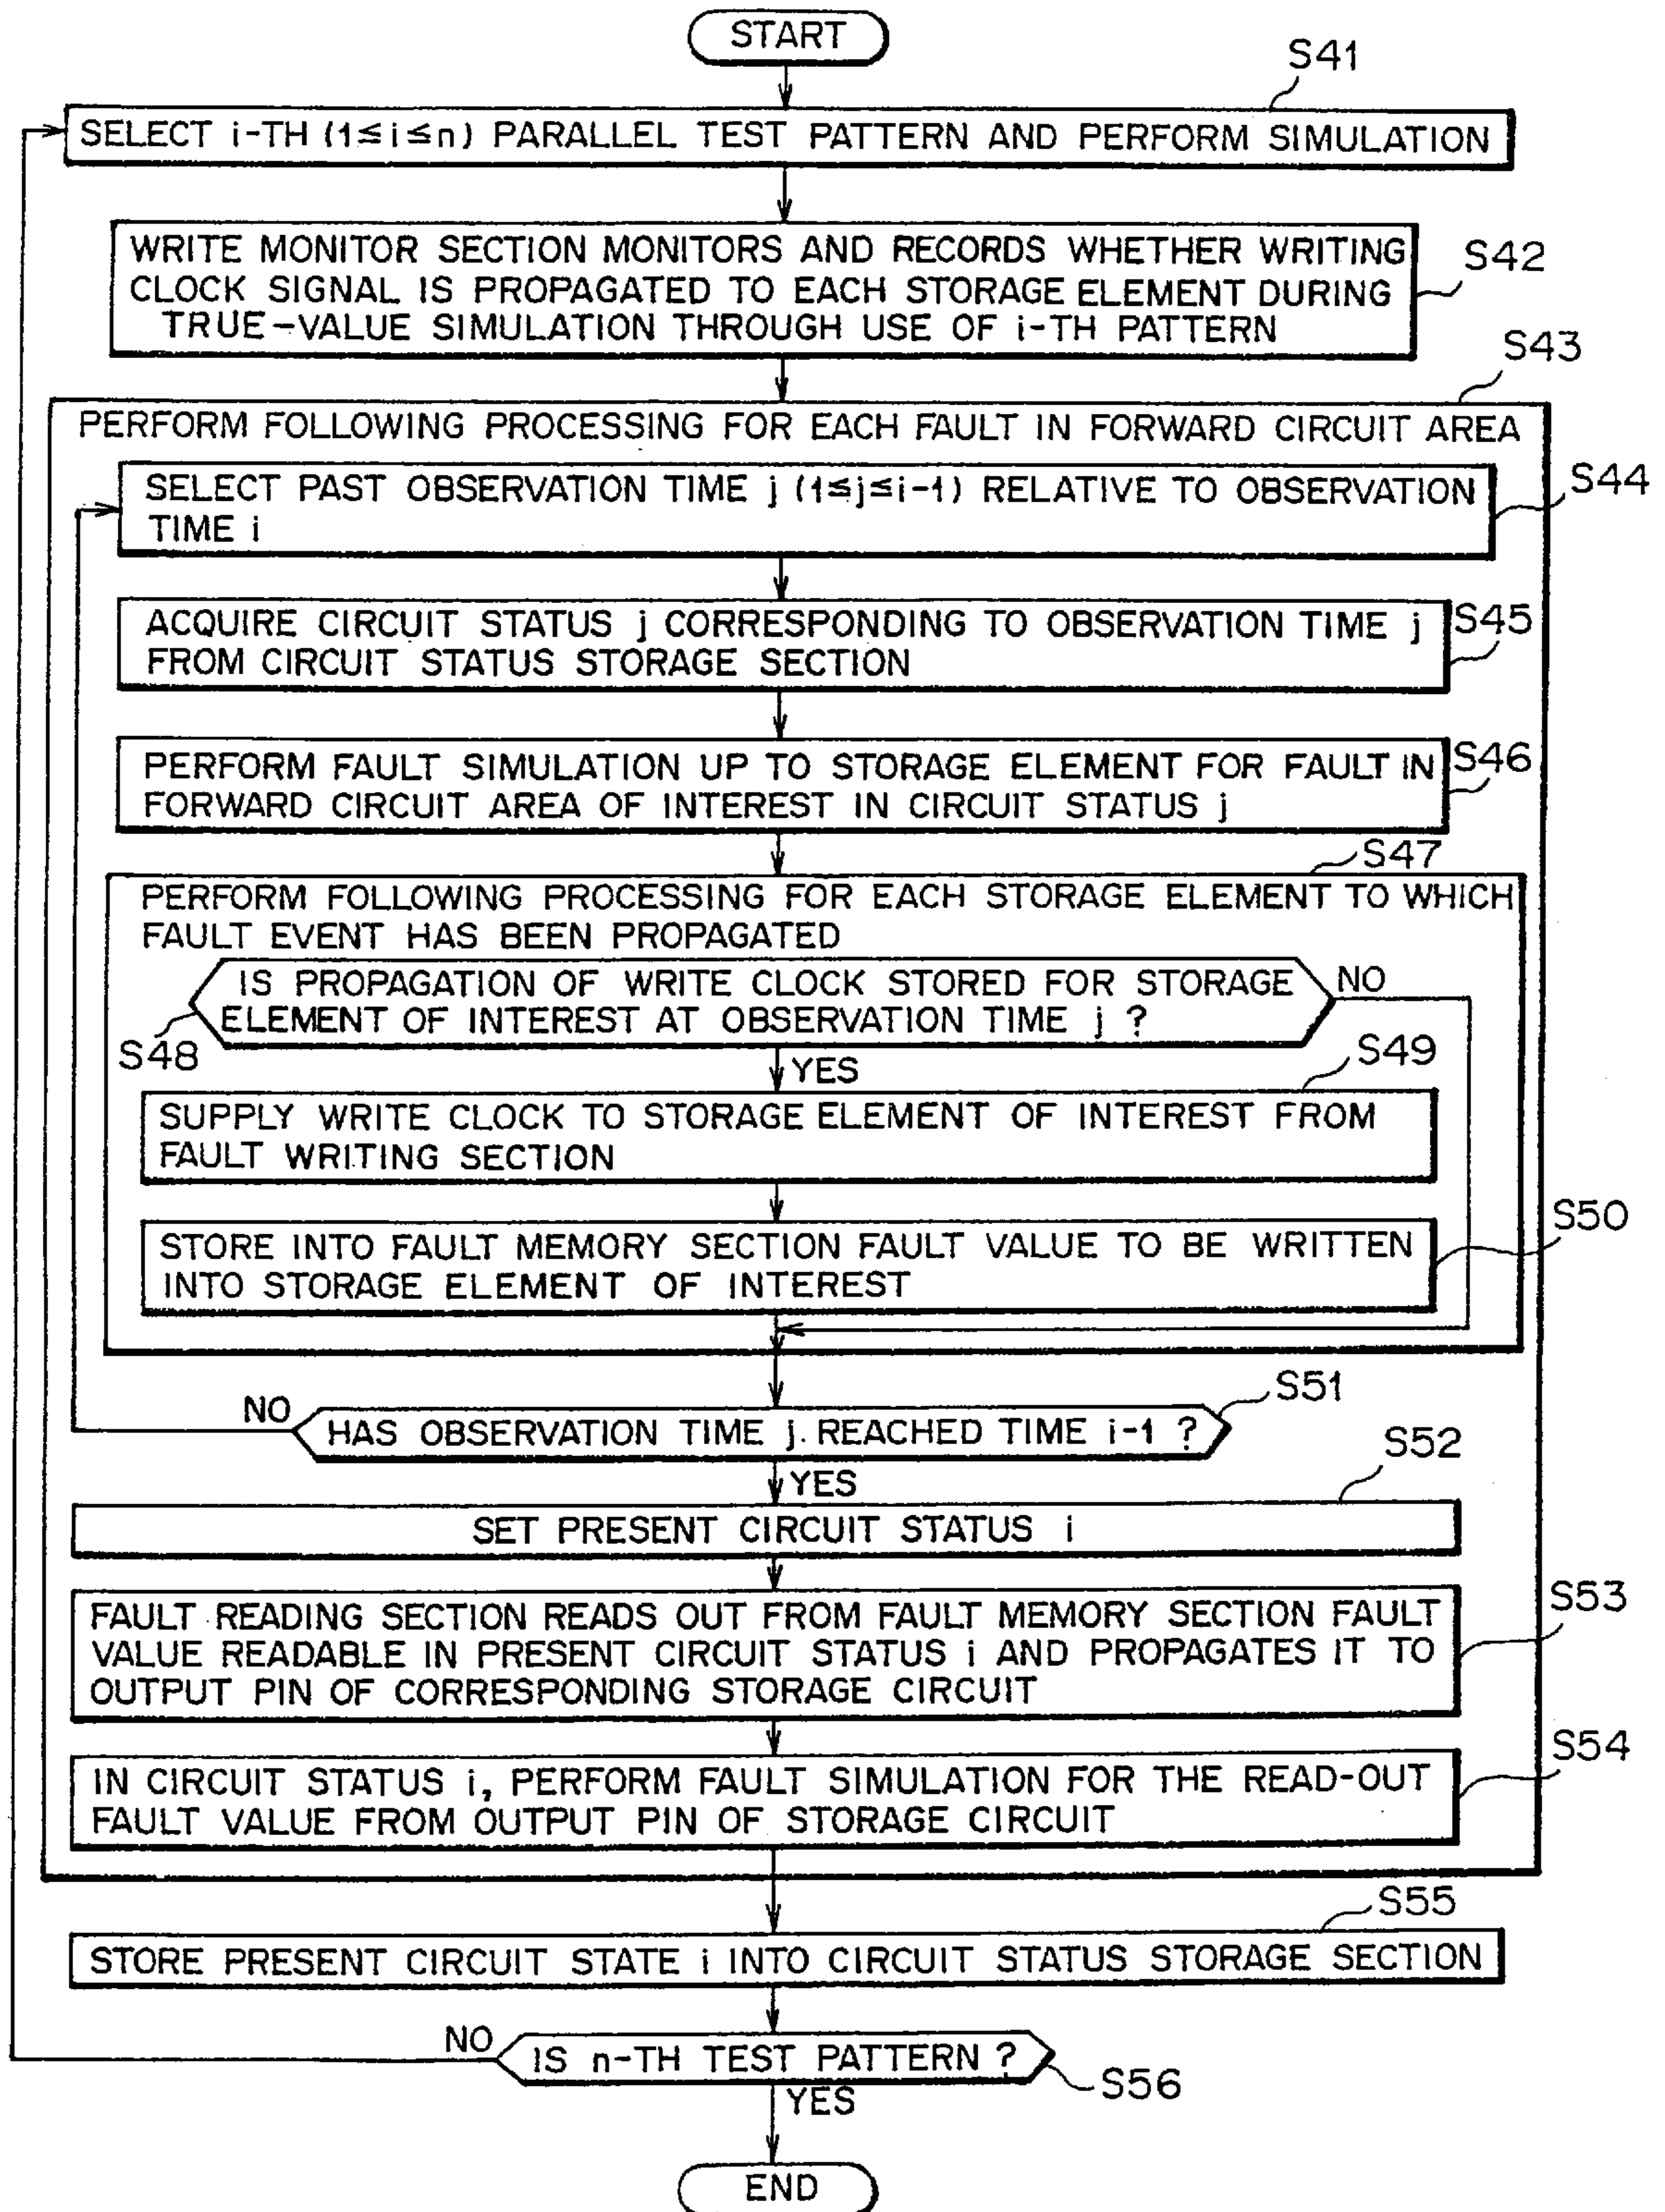 START
S41
SELECT i-TH (1≤i≤n) PARALLEL TEST PATTERN AND PERFORM SIMULATION
WRITE MONITOR SECTION MONITORS AND RECORDS WHETHER WRITING
CLOCK SIGNAL IS PROPAGATED TO EACH STORAGE ELEMENT DURING
TRUE-VALUE SIMULATION THROUGH USE OF i-TH PATTERN
S42
S43
PERFORM FOLLOWING PROCESSING FOR EACH FAULT IN FORWARD CIRCUIT AREA
SELECT PAST OBSERVATION TIME j (1≤j≤i-1) RELATIVE TO OBSERVATION
TIME i
S44
ACQUIRE CIRCUIT STATUS j CORRESPONDING TO OBSERVATION TIME j
FROM CIRCUIT STATUS STORAGE SECTION
S45
PERFORM FAULT SIMULATION UP TO STORAGE ELEMENT FOR FAULT IN
FORWARD CIRCUIT AREA OF INTEREST IN CIRCUIT STATUS j
S46
S47
PERFORM FOLLOWING PROCESSING FOR EACH STORAGE ELEMENT TO WHICH
FAULT EVENT HAS BEEN PROPAGATED
IS PROPAGATION OF WRITE CLOCK STORED FOR STORAGE
ELEMENT OF INTEREST AT OBSERVATION TIME j ?
NO
S48
YES
S49
SUPPLY WRITE CLOCK TO STORAGE ELEMENT OF INTEREST FROM
FAULT WRITING SECTION
STORE INTO FAULT MEMORY SECTION FAULT VALUE TO BE WRITTEN
INTO STORAGE ELEMENT OF INTEREST
S50
NO
HAS OBSERVATION TIME j REACHED TIME i-1 ?
S51
YES
S52
SET PRESENT CIRCUIT STATUS i
FAULT READING SECTION READS OUT FROM FAULT MEMORY SECTION FAULT
VALUE READABLE IN PRESENT CIRCUIT STATUS i AND PROPAGATES IT TO
OUTPUT PIN OF CORRESPONDING STORAGE CIRCUIT
S53
IN CIRCUIT STATUS i, PERFORM FAULT SIMULATION FOR THE READ-OUT
FAULT VALUE FROM OUTPUT PIN OF STORAGE CIRCUIT
S54
S55
STORE PRESENT CIRCUIT STATE i INTO CIRCUIT STATUS STORAGE SECTION
NO
IS n-TH TEST PATTERN ?
S56
YES
END